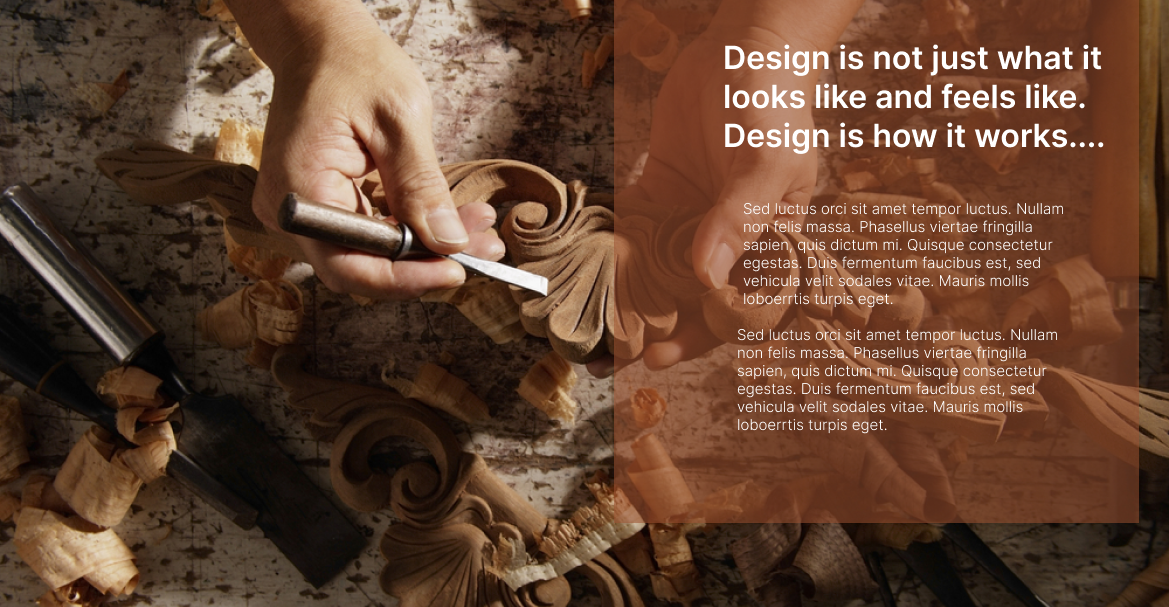 Design is not just what it
looks like and feels like.
Design is how it works....
Sed luctus orci sit amet tempor luctus. Nullam
non felis massa. Phasellus viertae fringilla
sapien, quis dictum mi. Quisque consectetur
egestas. Duis fermentum faucibus est, sed
vehicula velit sodales vitae. Mauris mollis
loboerrtis turpis eget.
Sed luctus orci sit amet tempor luctus. Nullam
non felis massa. Phasellus viertae fringilla
sapien, quis dictum mi. Quisque consectetur
egestas. Duis fermentum faucibus est, sed
vehicula velit sodales vitae. Mauris mollis
loboerrtis turpis eget.